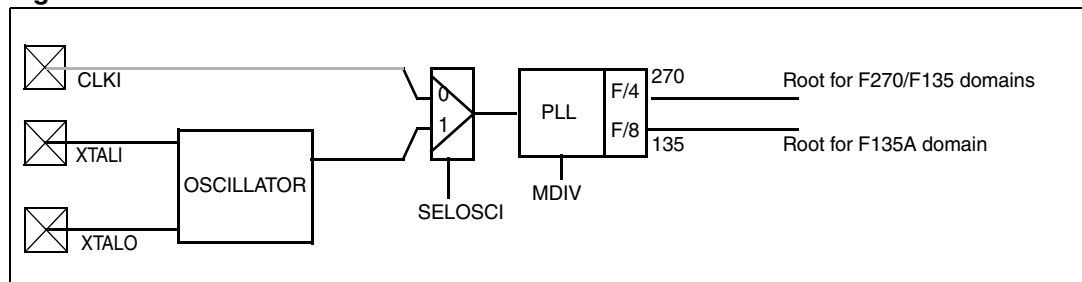 CLKI
0
F/4
270
Root for F270/F135 domains
PLL
1
F/8
135
Root for F135A domain
XTALI
OSCILLATOR
MDIV
SELOSCI
XTALO